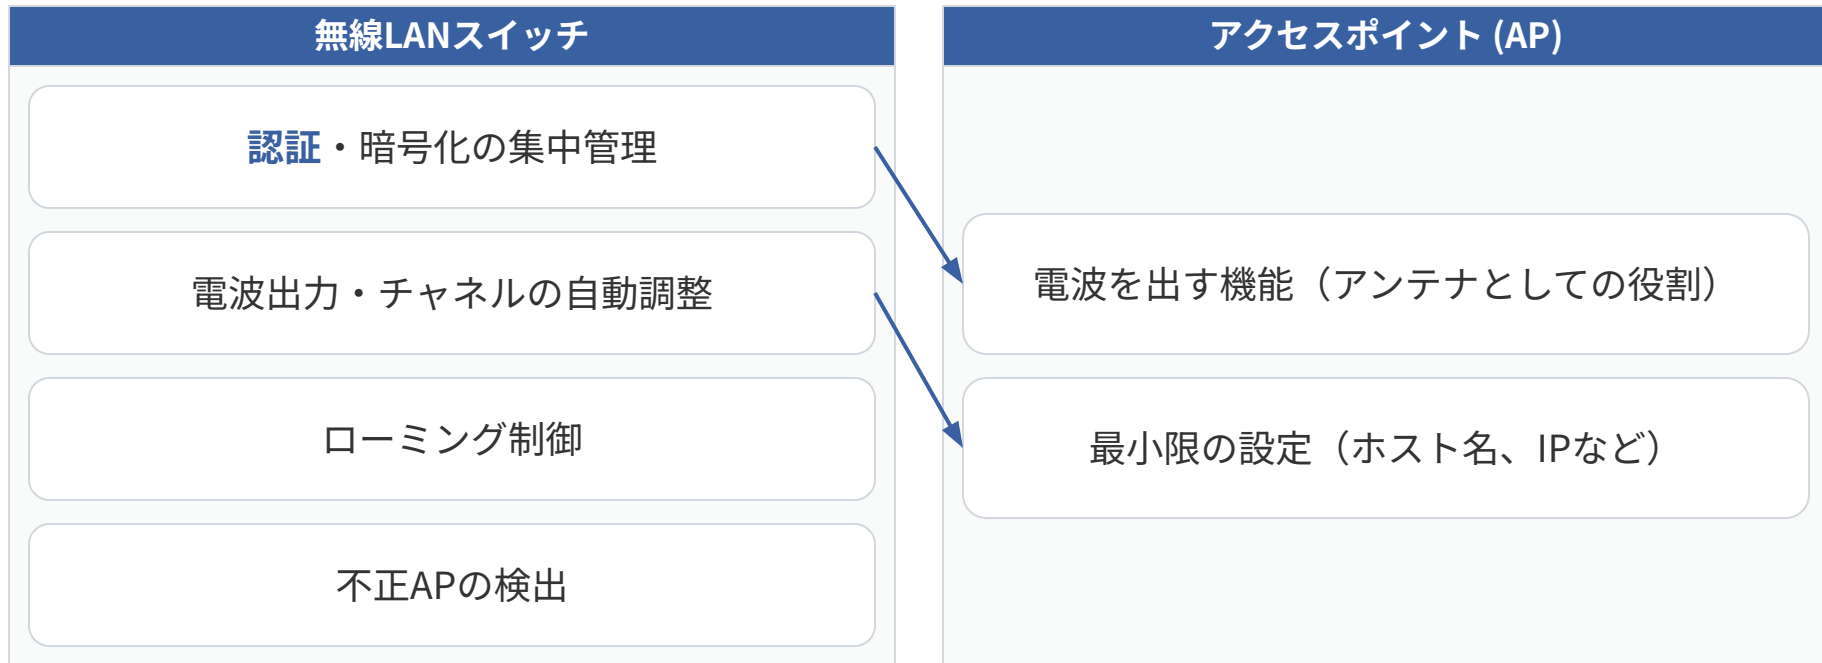 無線LANスイッチ
認証・暗号化の集中管理
電波出力・チャネルの自動調整
ローミング制御
不正APの検出
アクセスポイント (AP)
電波を出す機能（アンテナとしての役割）
最小限の設定（ホスト名、IPなど）